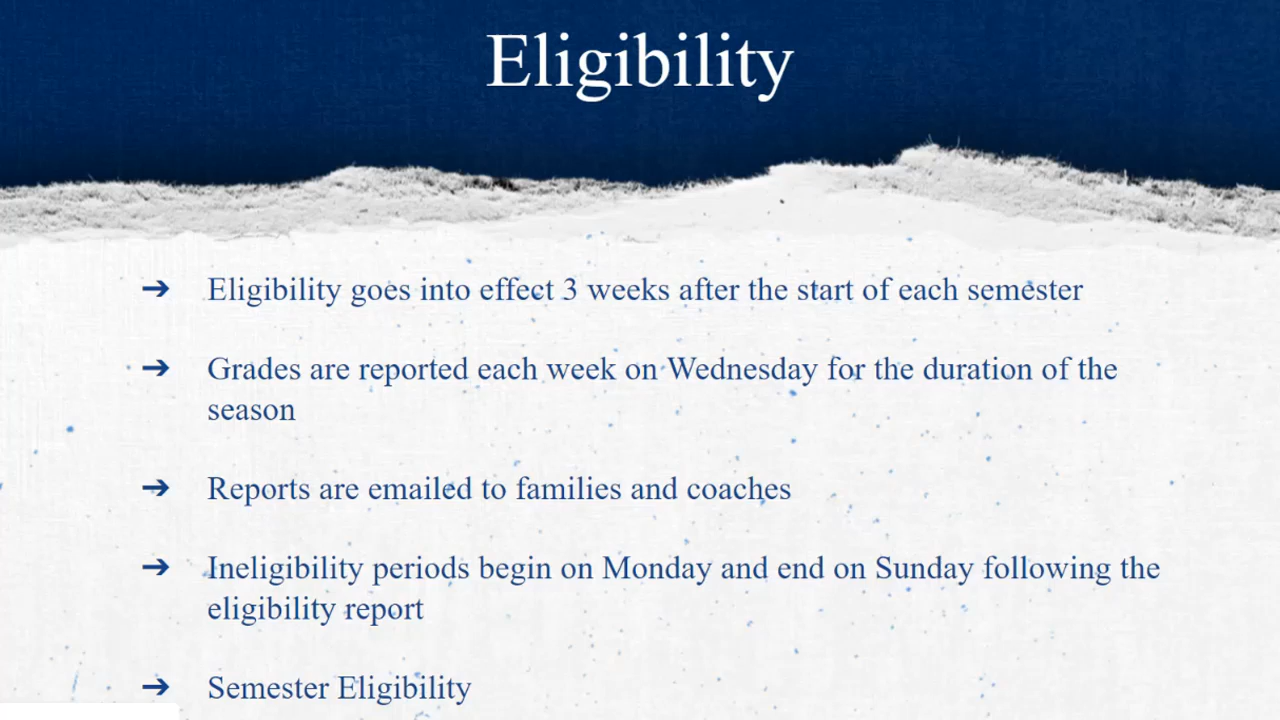 Eligibility
➔ Eligibility goes into effect 3 weeks after the start of each semester
➔ Grades are reported each week on Wednesday for the duration of the
season
➔ Reports are emailed to families and coaches
➔ Ineligibility periods begin on Monday and end on Sunday following the
eligibility report
➔ Semester Eligibility